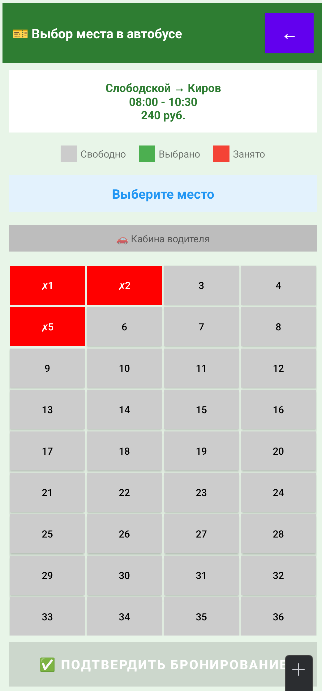 🎫 Выбор места в автобусе ←
Слободской → Киров
08:00 - 10:30
240 руб.
Свободно Выбрано Занято
Выберите место
🚗 Кабина водителя
✗1 ✗2 3 4
✗5 6 7 8
9 10 11 12
13 14 15 16
17 18 19 20
21 22 23 24
25 26 27 28
29 30 31 32
33 34 35 36
✅ ПОДТВЕРДИТЬ БРОНИРОВАНИЕ
+